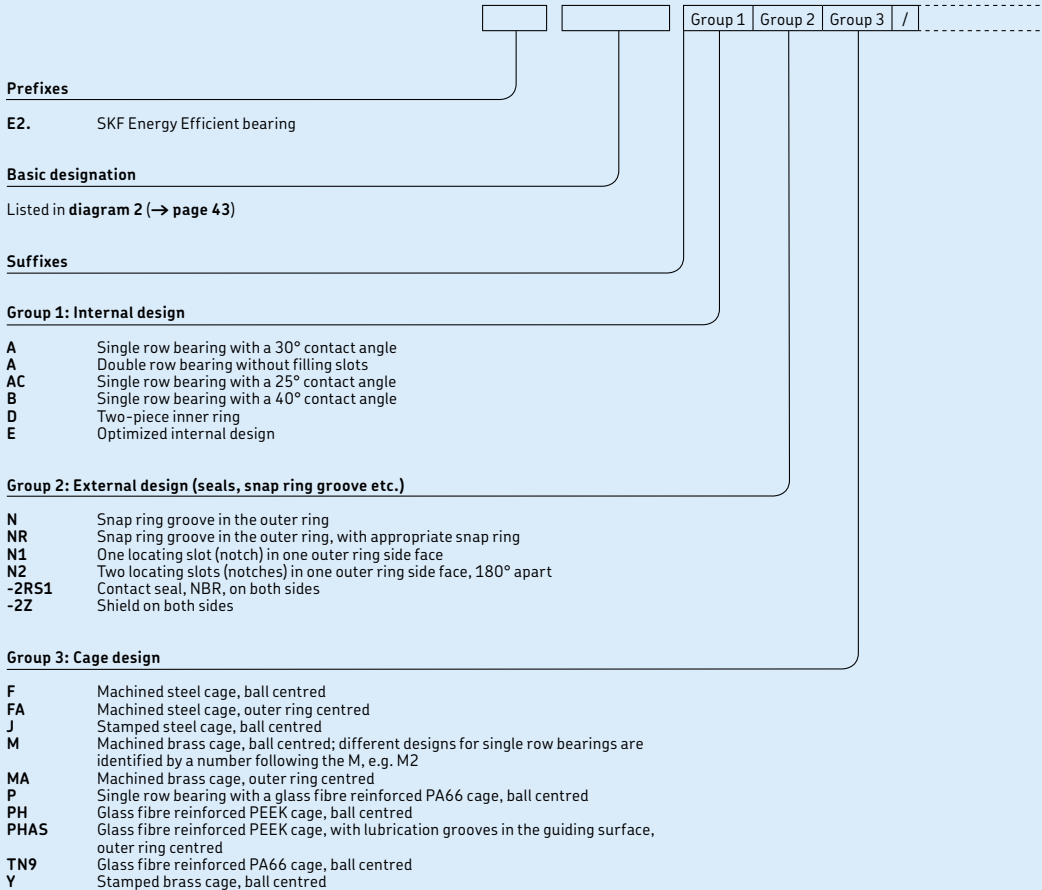 Group 1 Group 2 Group 3 /
Prefixes
E2. SKF Energy Efficient bearing
Basic designation
Listed in diagram 2 (→ page 43)
Suffixes
Group 1: Internal design
A Single row bearing with a 30° contact angle
A Double row bearing without filling slots
AC Single row bearing with a 25° contact angle
B Single row bearing with a 40° contact angle
D Two-piece inner ring
E Optimized internal design
Group 2: External design (seals, snap ring groove etc.)
N Snap ring groove in the outer ring
NR Snap ring groove in the outer ring, with appropriate snap ring
N1 One locating slot (notch) in one outer ring side face
N2 Two locating slots (notches) in one outer ring side face, 180° apart
-2RS1 Contact seal, NBR, on both sides
-2Z Shield on both sides
Group 3: Cage design
F Machined steel cage, ball centred
FA Machined steel cage, outer ring centred
J Stamped steel cage, ball centred
M Machined brass cage, ball centred; different designs for single row bearings are
identified by a number following the M, e.g. M2
MA Machined brass cage, outer ring centred
P Single row bearing with a glass fibre reinforced PA66 cage, ball centred
PH Glass fibre reinforced PEEK cage, ball centred
PHAS Glass fibre reinforced PEEK cage, with lubrication grooves in the guiding surface,
outer ring centred
TN9 Glass fibre reinforced PA66 cage, ball centred
Y Stamped brass cage, ball centred